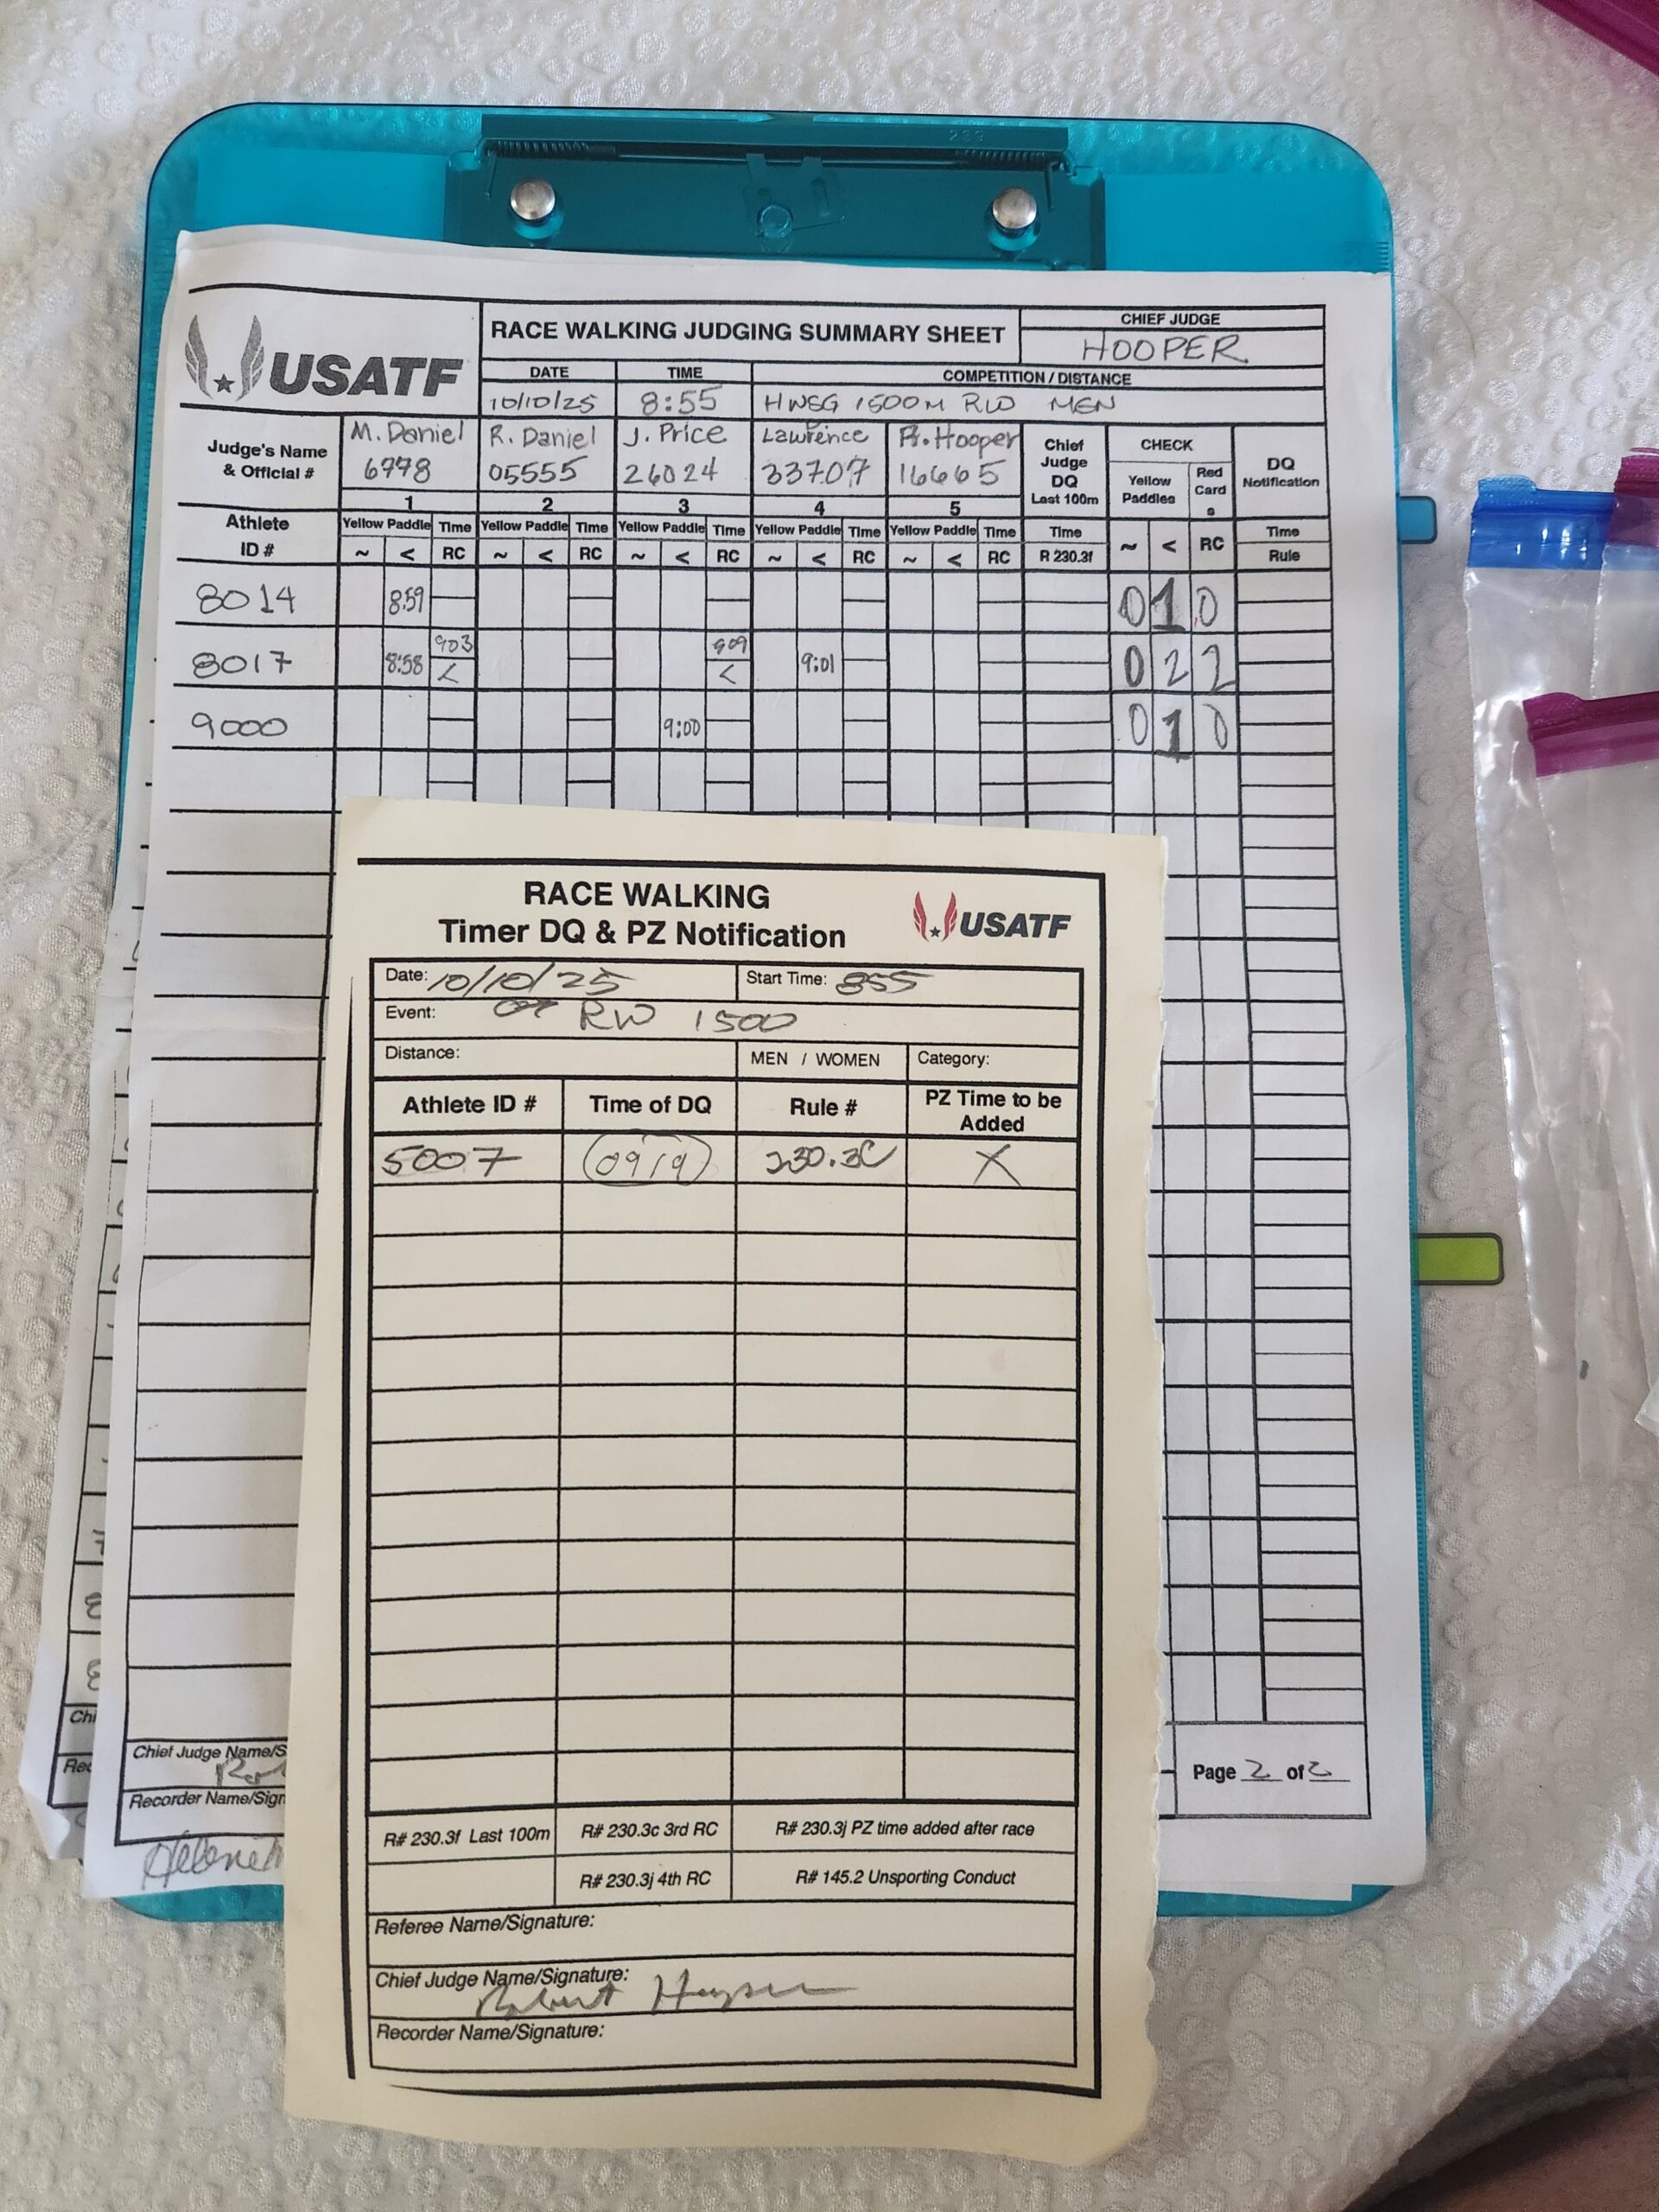 USATF
RACE WALKING JUDGING SUMMARY SHEET
CHIEF JUDGE
HOOPER
DATE TIME COMPETITION / DISTANCE
10/10/25 8:55 HWSG 1500M RW MEN
Judge's Name & Official #
M. Daniel 6778
R. Daniel 05555
J. Price 26024
Lawrence 33707
R. Hooper 16665
Chief Judge DQ Last 100m
CHECK
Yellow Paddles
Red Cards
DQ Notification
1 2 3 4 5
Athlete ID #
Yellow Paddle Time Yellow Paddle Time Yellow Paddle Time Yellow Paddle Time Yellow Paddle Time Time Time
~ < RC ~ < RC ~ < RC ~ < RC ~ < RC R 230.3f ~ < RC Rule
8014 8:59 0 1 0
8017 8:58 903 < 909 < 9:01 0 2 2
9000 9:00 0 1 0
RACE WALKING
Timer DQ & PZ Notification
USATF
Date: 10/10/25 Start Time: 855
Event: RW 1500
Distance: MEN / WOMEN Category:
Athlete ID # Time of DQ Rule # PZ Time to be Added
5007 0919 230.3C X
R# 230.3f Last 100m R# 230.3c 3rd RC R# 230.3j PZ time added after race
R# 230.3j 4th RC R# 145.2 Unsporting Conduct
Referee Name/Signature:
Chief Judge Name/Signature: Robert Hooper
Recorder Name/Signature:
Chief Judge Name/S
Recorder Name/Sign
Page 2 of 2